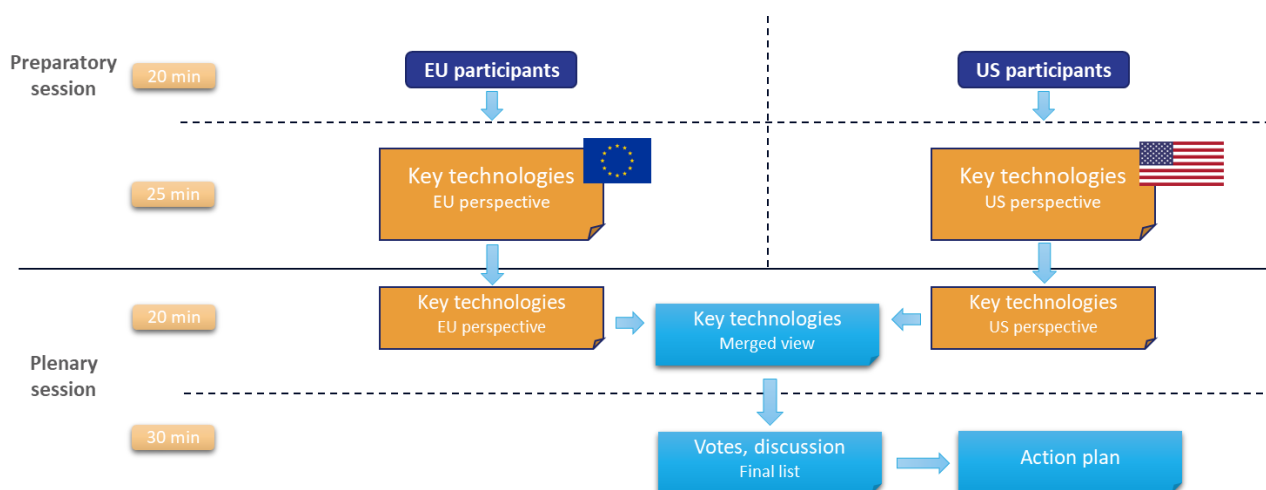 Preparatory
session
20 min
EU participants
US participants
25 min
Key technologies
EU perspective
Key technologies
US perspective
Plenary
session
20 min
Key technologies
EU perspective
Key technologies
Merged view
Key technologies
US perspective
30 min
Votes, discussion
Final list
Action plan